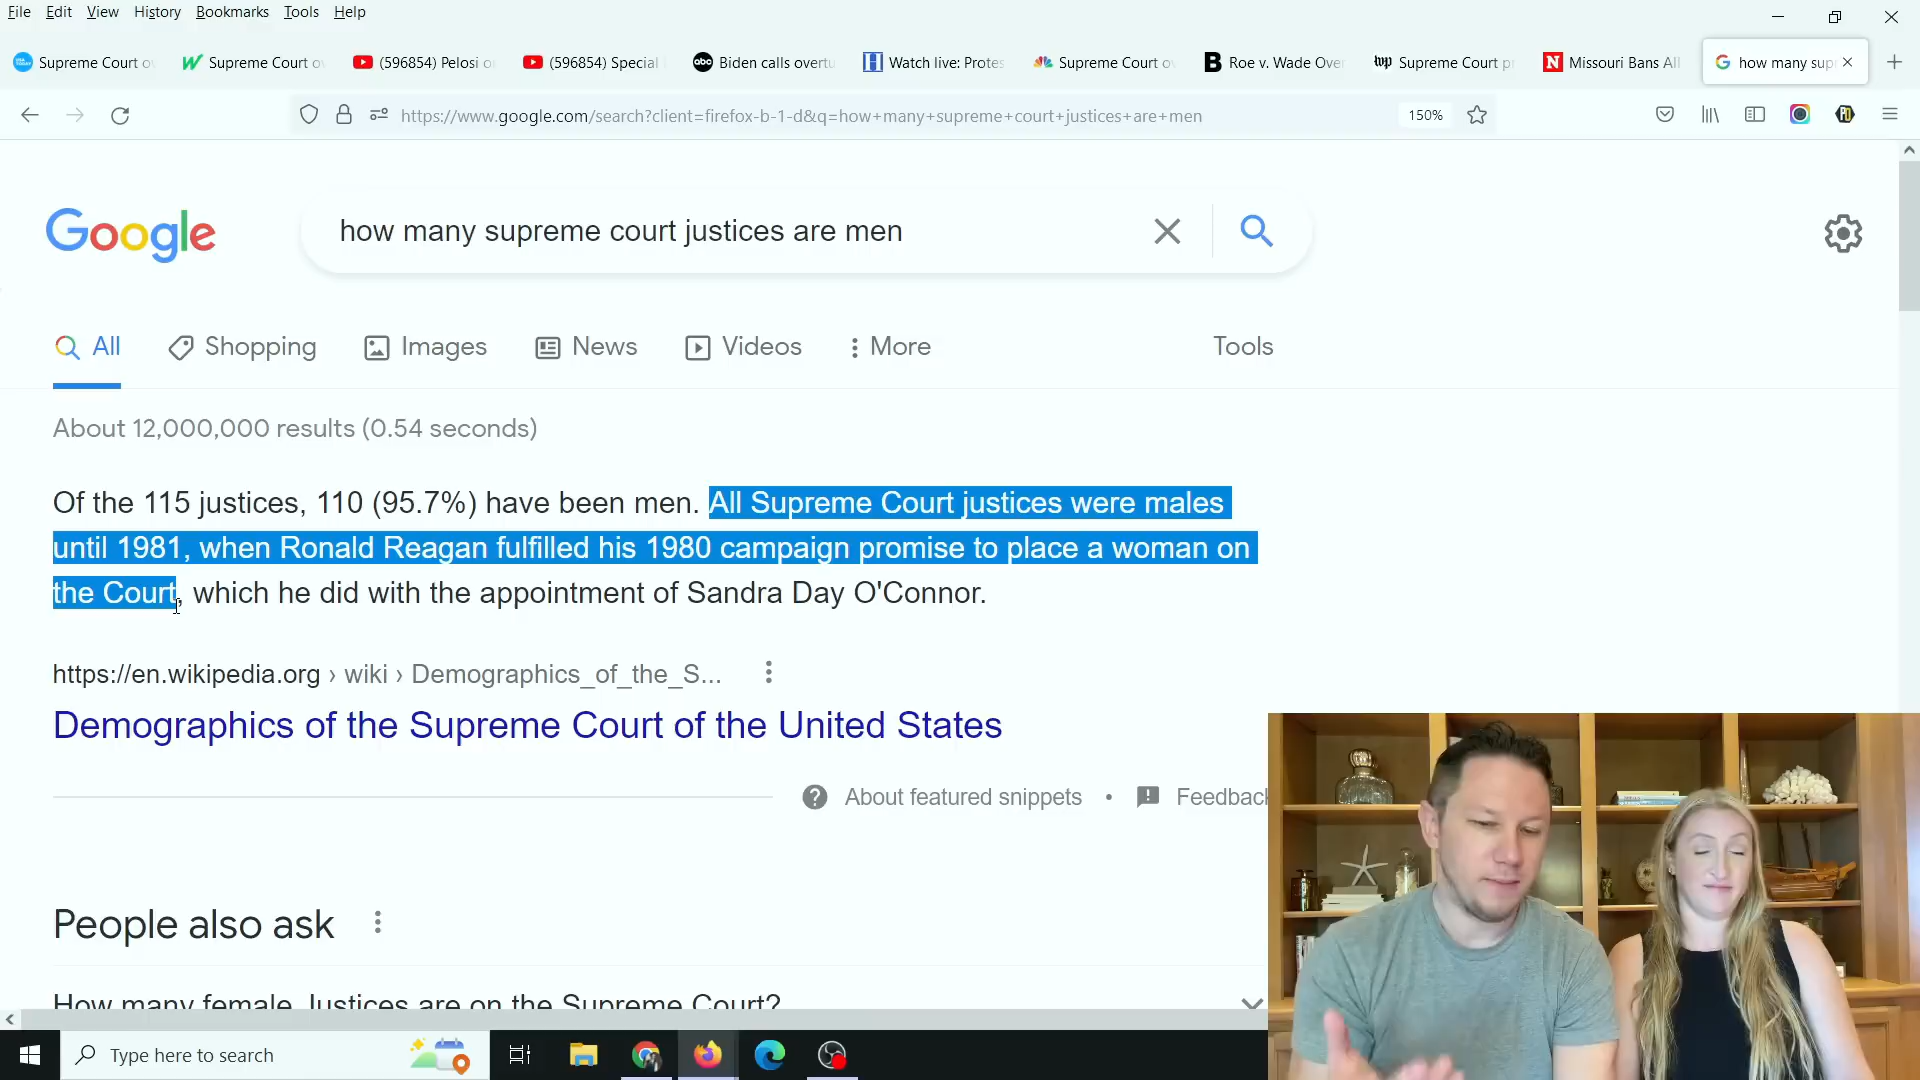 File Edit View History Bookmarks Tools Help
Supreme Court o
Supreme Court o
(596854) Pelosi o
(596854) Special
abc Biden calls overtu
Watch live: Protes
Supreme Court o
B Roe v. Wade Over
wp Supreme Court p
N Missouri Bans All
how many sup
https://www.google.com/search?client=firefox-b-1-d&q=how+many+supreme+court+justices+are+men
150%
Google
how many supreme court justices are men
All Shopping Images News Videos More Tools
About 12,000,000 results (0.54 seconds)
Of the 115 justices, 110 (95.7%) have been men. All Supreme Court justices were males
until 1981, when Ronald Reagan fulfilled his 1980 campaign promise to place a woman on
the Court, which he did with the appointment of Sandra Day O'Connor.
https://en.wikipedia.org › wiki › Demographics_of_the_S...
Demographics of the United States Supreme Court of the United States
About featured snippets • Feedback
People also ask
How many female Justices are on the Supreme Court?
Type here to search